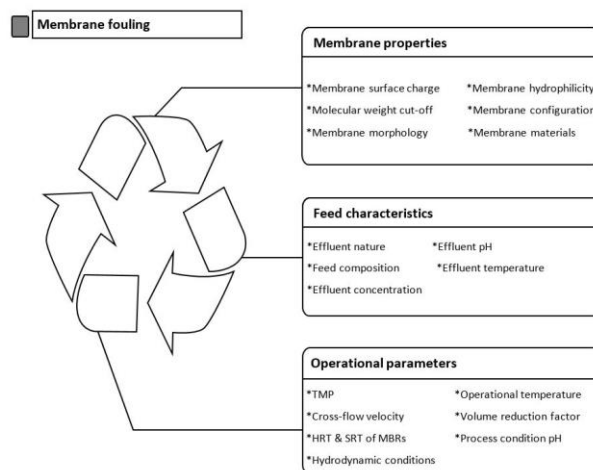 Membrane fouling
Membrane properties
*Membrane surface charge *Membrane hydrophilicity
*Molecular weight cut-off *Membrane configuration
*Membrane morphology *Membrane materials
Feed characteristics
*Effluent nature *Effluent pH
*Feed composition *Effluent temperature
*Effluent concentration
Operational parameters
*TMP *Operational temperature
*Cross-flow velocity *Volume reduction factor
*HRT & SRT of MBRs *Process condition pH
*Hydrodynamic conditions